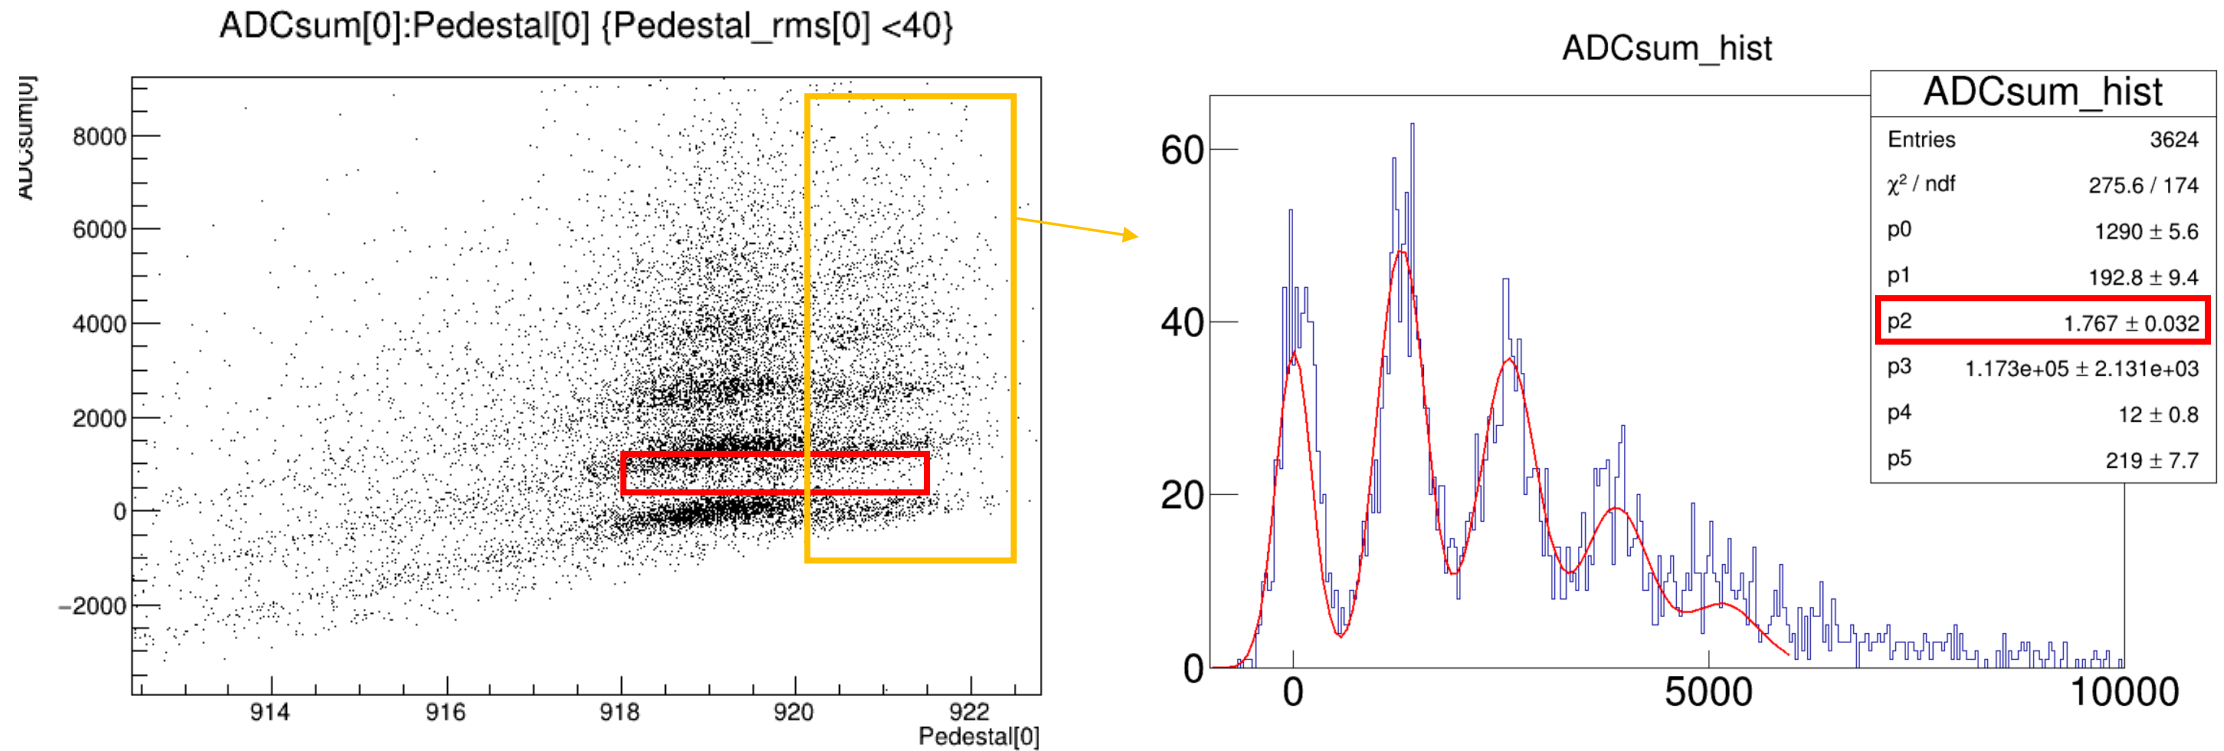 ADCsum[0]:Pedestal[0] {Pedestal_rms[0] <40}
ADCsum[0]
8000
6000
4000
2000
0
−2000
914 916 918 920 922
Pedestal[0]
ADCsum_hist
60
40
20
0
0 5000 10000
ADCsum_hist
Entries 3624
χ² / ndf 275.6 / 174
p0 1290 ± 5.6
p1 192.8 ± 9.4
p2 1.767 ± 0.032
p3 1.173e+05 ± 2.131e+03
p4 12 ± 0.8
p5 219 ± 7.7